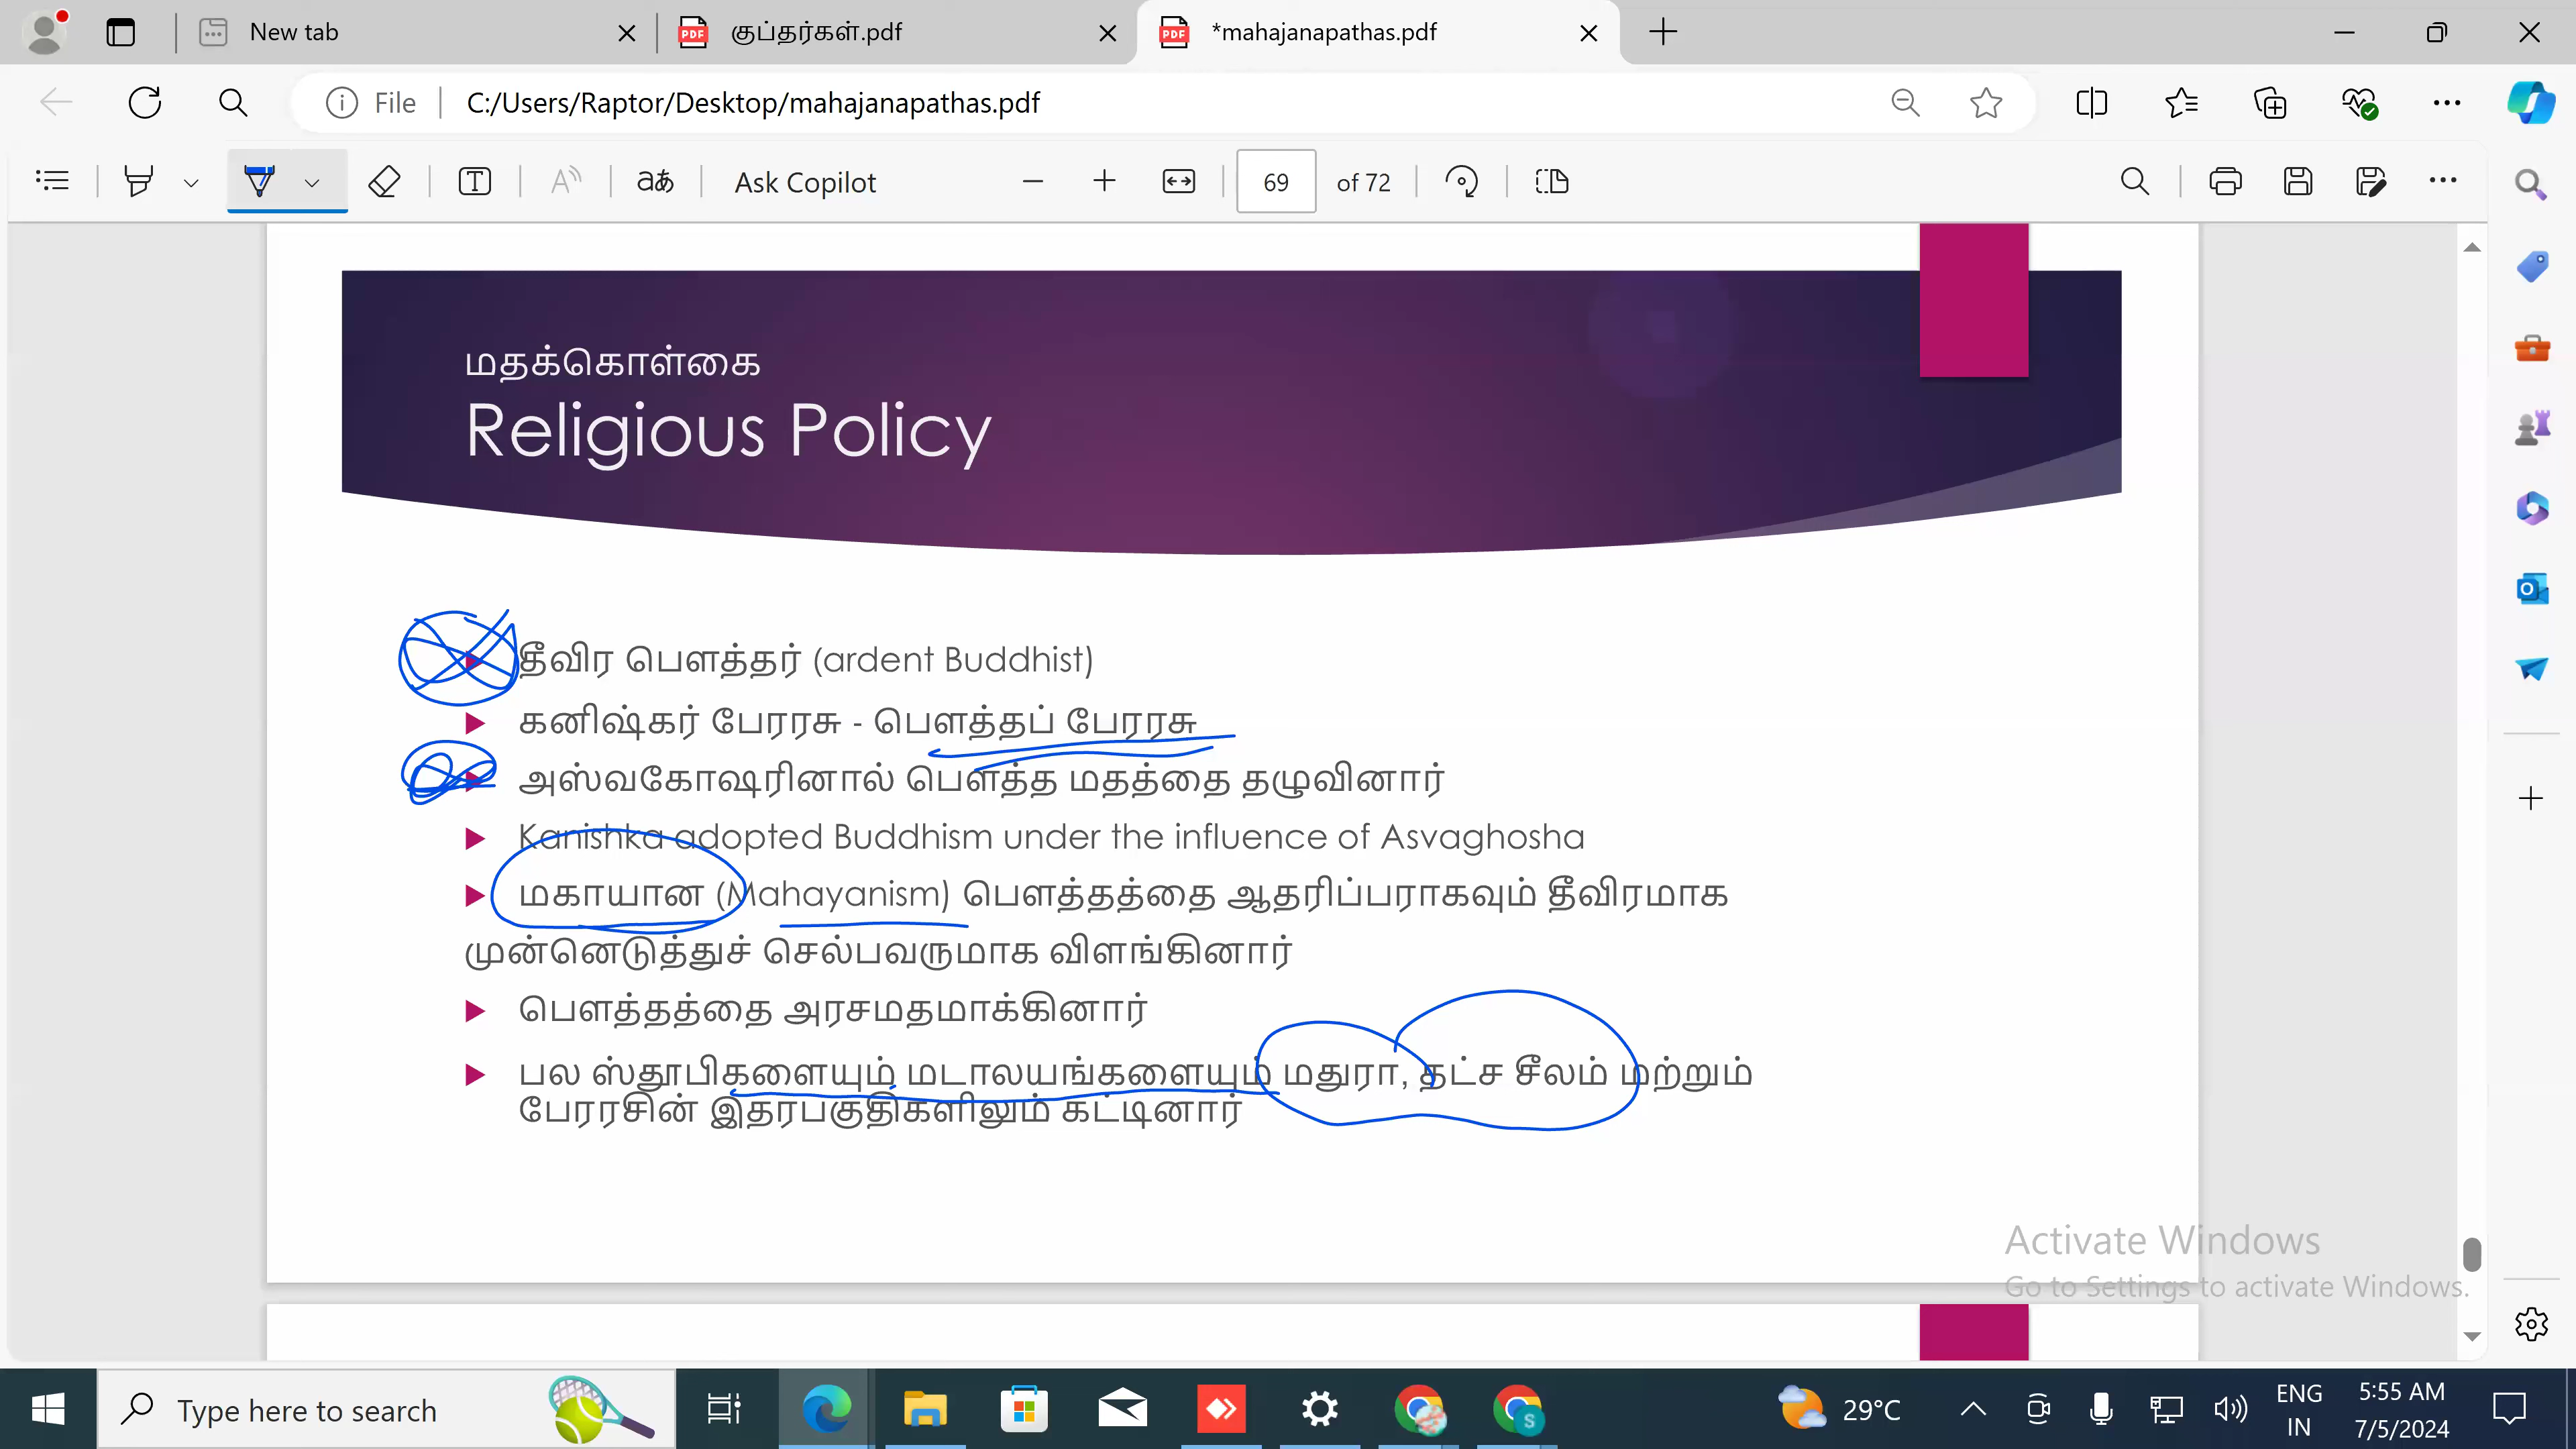 New tab
குப்தர்கள்.pdf
*mahajanapathas.pdf
File
C:/Users/Raptor/Desktop/mahajanapathas.pdf
Ask Copilot
69 of 72
மதக்கொள்கை
Religious Policy
தீவிர பௌத்தர் (ardent Buddhist)
கனிஷ்கர் பேரரசு - பௌத்தப் பேரரசு
அஸ்வகோஷரினால் பௌத்த மதத்தை தழுவினார்
Kanishka adopted Buddhism under the influence of Asvaghosha
மகாயான (Mahayanism) பௌத்தத்தை ஆதரிப்பராகவும் தீவிரமாக
முன்னெடுத்துச் செல்பவருமாக விளங்கினார்
பௌத்தத்தை அரசமதமாக்கினார்
பல ஸ்தூபிகளையும் மடாலயங்களையும் மதுரா, தட்ச சீலம் மற்றும்
பேரரசின் இதரபகுதிகளிலும் கட்டினார்
Activate Windows
Go to Settings to activate Windows.
Type here to search
29°C
ENG
IN
5:55 AM
7/5/2024